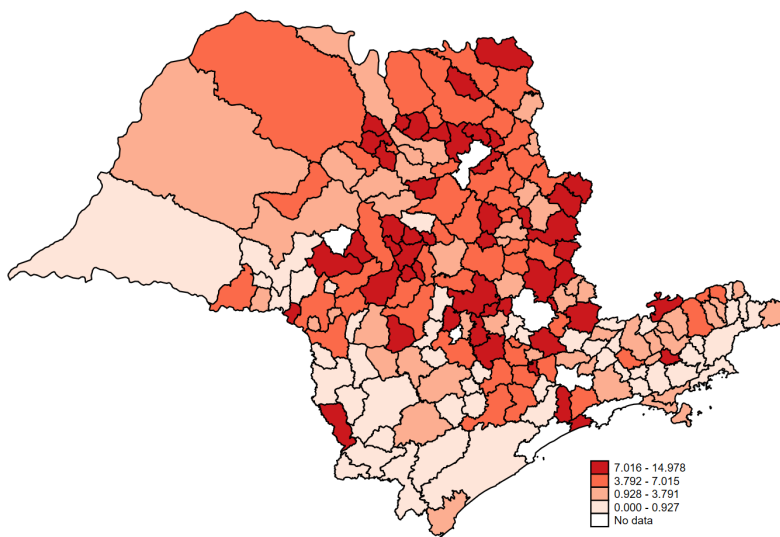 7.016 - 14.978
3.792 - 7.015
0.928 - 3.791
0.000 - 0.927
No data